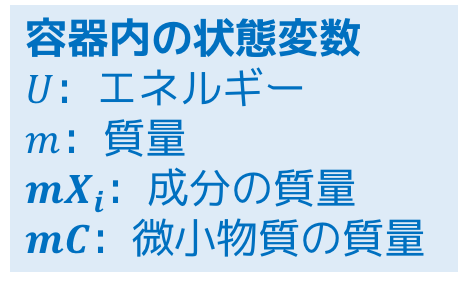 容器内の状態変数
U: エネルギー
m: 質量
mXi: 成分の質量
mC: 微小物質の質量